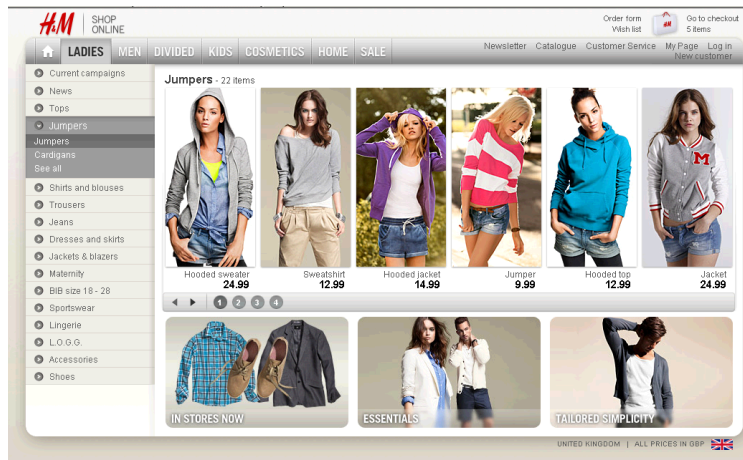 H&M SHOP ONLINE
Order form
Wish list
Go to checkout
5 items
LADIES MEN DIVIDED KIDS COSMETICS HOME SALE
Newsletter Catalogue Customer Service My Page Log in
New customer
Current campaigns
News
Tops
Jumpers
Jumpers
Cardigans
See all
Shirts and blouses
Trousers
Jeans
Dresses and skirts
Jackets & blazers
Maternity
BIB size 18 - 28
Sportswear
Lingerie
L.O.G.G.
Accessories
Shoes
Jumpers - 22 items
M
Hooded sweater
24.99
Sweatshirt
12.99
Hooded jacket
14.99
Jumper
9.99
Hooded top
12.99
Jacket
24.99
1 2 3 4
IN STORES NOW
ESSENTIALS
TAILORED SIMPLICITY
UNITED KINGDOM | ALL PRICES IN GBP